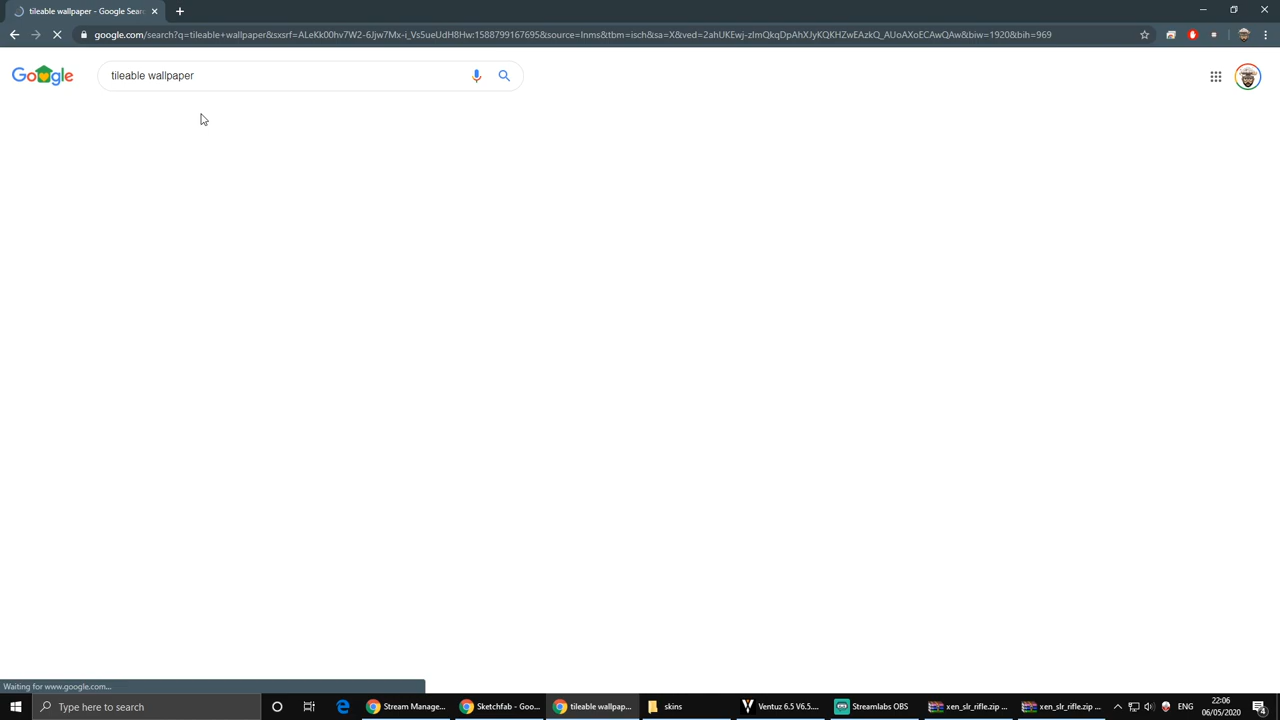 tileable wallpaper - Google Sear
google.com/search?q=tileable+wallpaper&sxsrf=ALeKk00hv7W2-6Jjw7Mx-i_Vs5ueUdH8Hw:1588799167695&source=lnms&tbm=isch&sa=X&ved=2ahUKEwj-zImQkqDpAhXJyKQKHZwEAzkQ_AUoAXoECAwQAw&biw=1920&bih=969
Google
tileable wallpaper
Waiting for www.google.com...
Type here to search
Stream Manage...
Sketchfab - Goo...
tileable wallpap...
skins
Ventuz 6.5 V6.5....
Streamlabs OBS
xen_slr_rifle.zip ...
xen_slr_rifle.zip ...
ENG
22:06
06/05/2020
4